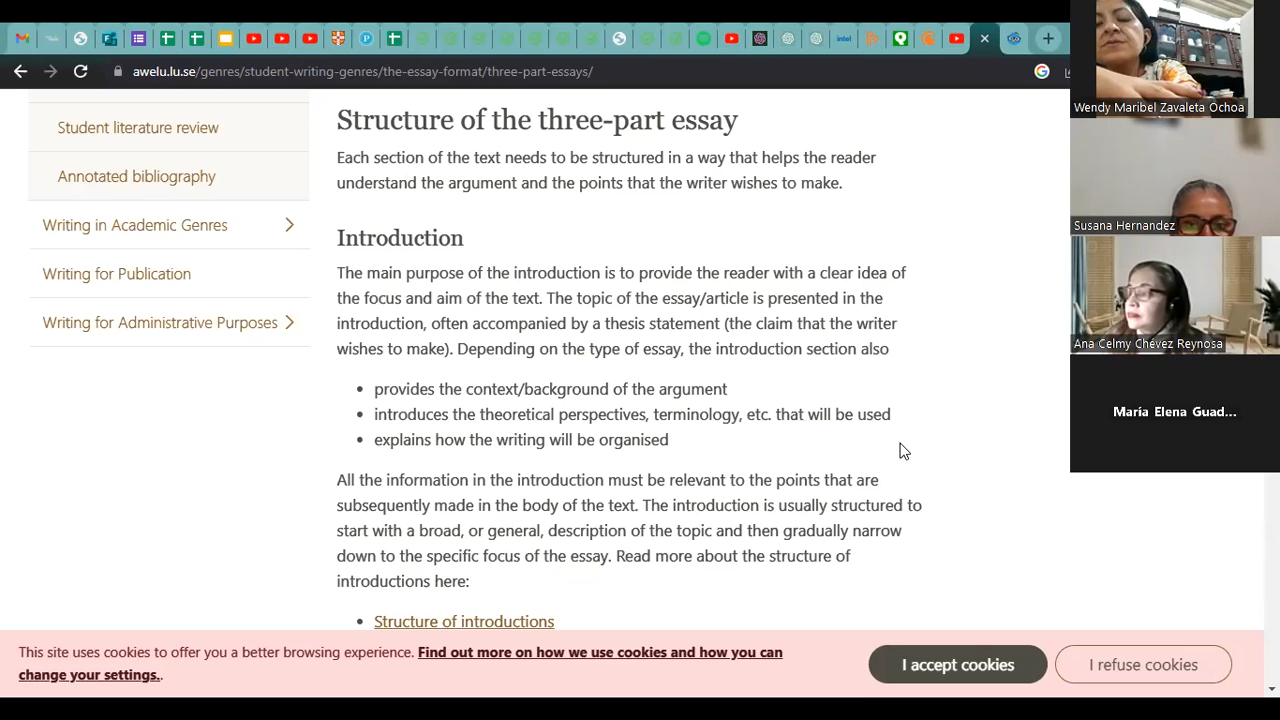 awelu.lu.se/genres/student-writing-genres/the-essay-format/three-part-essays/
Student literature review
Annotated bibliography
Writing in Academic Genres
Writing for Publication
Writing for Administrative Purposes
Structure of the three-part essay
Each section of the text needs to be structured in a way that helps the reader
understand the argument and the points that the writer wishes to make.
Introduction
The main purpose of the introduction is to provide the reader with a clear idea of
the focus and aim of the text. The topic of the essay/article is presented in the
introduction, often accompanied by a thesis statement (the claim that the writer
wishes to make). Depending on the type of essay, the introduction section also
• provides the context/background of the argument
• introduces the theoretical perspectives, terminology, etc. that will be used
• explains how the writing will be organised
All the information in the introduction must be relevant to the points that are
subsequently made in the body of the text. The introduction is usually structured to
start with a broad, or general, description of the topic and then gradually narrow
down to the specific focus of the essay. Read more about the structure of
introductions here:
• Structure of introductions
This site uses cookies to offer you a better browsing experience. Find out more on how we use cookies and how you can
change your settings..
I accept cookies
I refuse cookies
Wendy Maribel Zavaleta Ochoa
Susana Hernandez
Ana Celmy Chévez Reynosa
María Elena Guad...